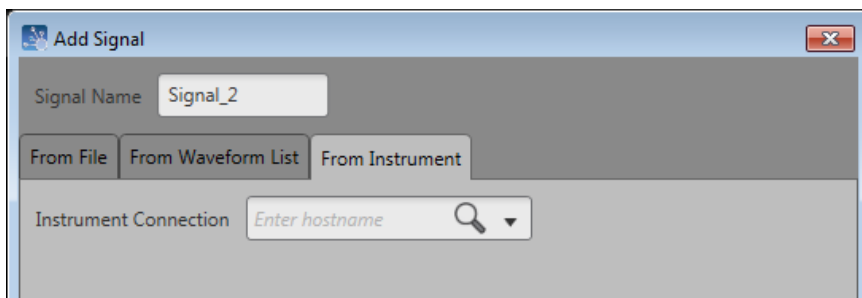 Add Signal
Signal Name Signal_2
From File From Waveform List From Instrument
Instrument Connection Enter hostname